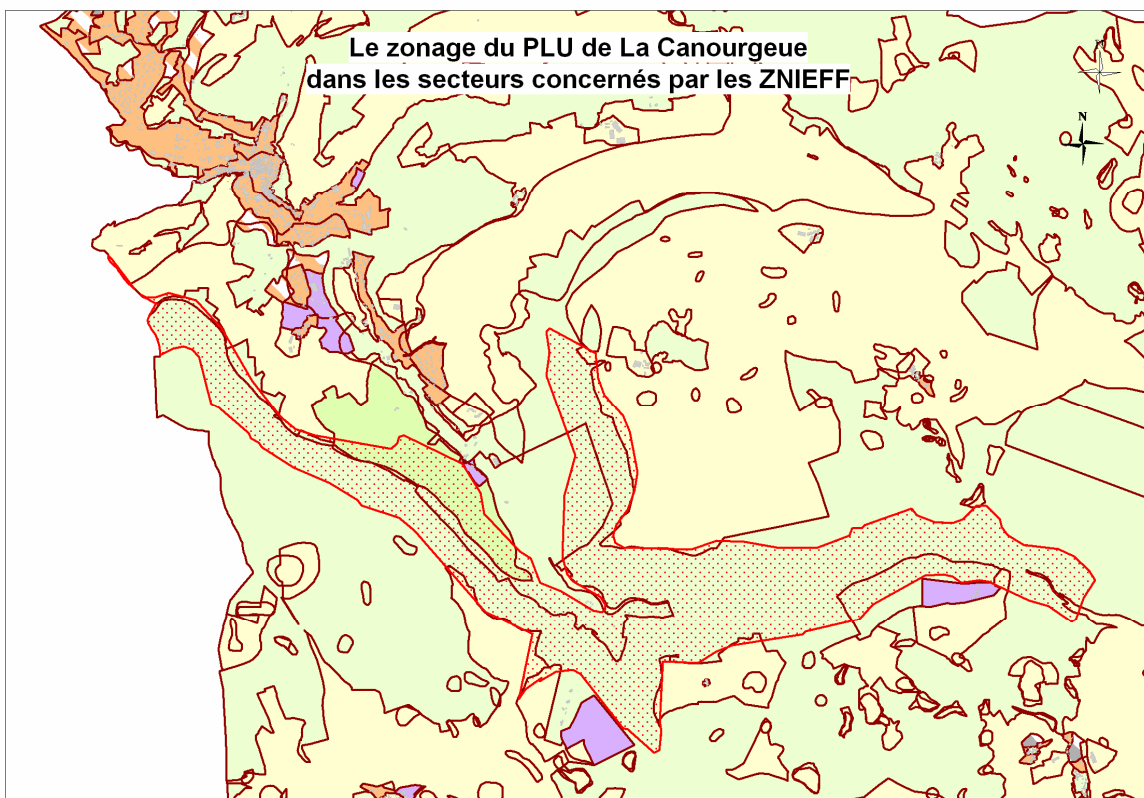 Le zonage du PLU de La Canourgeue
dans les secteurs concernés par les ZNIEFF
N
N